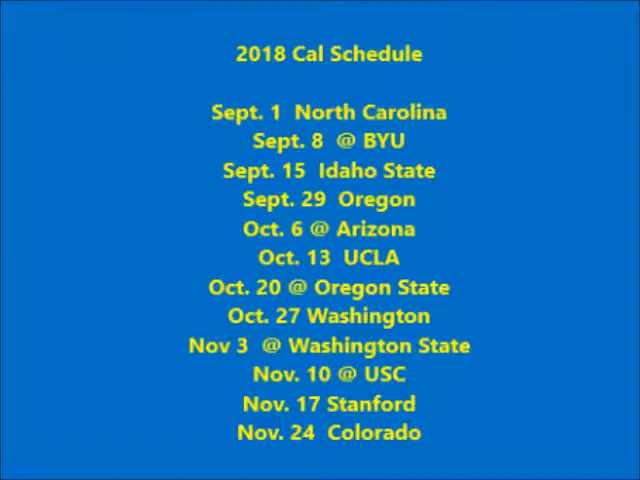 2018 Cal Schedule
Sept. 1 North Carolina
Sept. 8 @ BYU
Sept. 15 Idaho State
Sept. 29 Oregon
Oct. 6 @ Arizona
Oct. 13 UCLA
Oct. 20 @ Oregon State
Oct. 27 Washington
Nov 3 @ Washington State
Nov. 10 @ USC
Nov. 17 Stanford
Nov. 24 Colorado